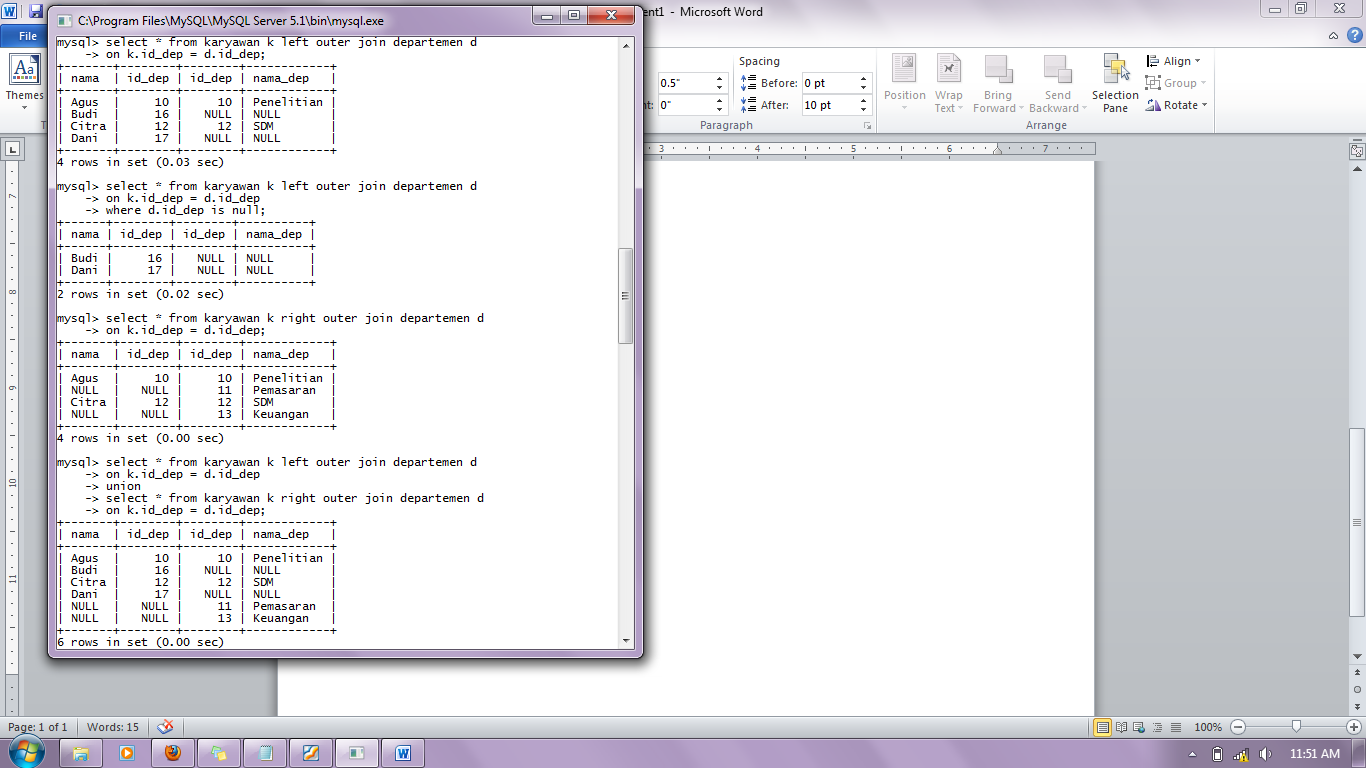 C:\Program Files\MySQL\MySQL Server 5.1\bin\mysql.exe
ent1 - Microsoft Word
File
Themes
0.5"
0"
Spacing
Before: 0 pt
After: 10 pt
Paragraph
Position
Wrap Text
Bring Forward
Send Backward
Selection Pane
Align
Group
Rotate
Arrange
3 4 5 6 7
7
8
9
10
11
mysql> select * from karyawan k left outer join departemen d
    -> on k.id_dep = d.id_dep;
+-------+--------+--------+------------+
| nama  | id_dep | id_dep | nama_dep   |
+-------+--------+--------+------------+
| Agus  |     10 |     10 | Penelitian |
| Budi  |     16 |   NULL | NULL       |
| Citra |     12 |     12 | SDM        |
| Dani  |     17 |   NULL | NULL       |
+-------+--------+--------+------------+
4 rows in set (0.03 sec)
mysql> select * from karyawan k left outer join departemen d
    -> on k.id_dep = d.id_dep
    -> where d.id_dep is null;
+------+--------+--------+----------+
| nama | id_dep | id_dep | nama_dep |
+------+--------+--------+----------+
| Budi |     16 |   NULL | NULL     |
| Dani |     17 |   NULL | NULL     |
+------+--------+--------+----------+
2 rows in set (0.02 sec)
mysql> select * from karyawan k right outer join departemen d
    -> on k.id_dep = d.id_dep;
+-------+--------+--------+------------+
| nama  | id_dep | id_dep | nama_dep   |
+-------+--------+--------+------------+
| Agus  |     10 |     10 | Penelitian |
| NULL  |   NULL |     11 | Pemasaran  |
| Citra |     12 |     12 | SDM        |
| NULL  |   NULL |     13 | Keuangan   |
+-------+--------+--------+------------+
4 rows in set (0.00 sec)
mysql> select * from karyawan k left outer join departemen d
    -> on k.id_dep = d.id_dep
    -> union
    -> select * from karyawan k right outer join departemen d
    -> on k.id_dep = d.id_dep;
+-------+--------+--------+------------+
| nama  | id_dep | id_dep | nama_dep   |
+-------+--------+--------+------------+
| Agus  |     10 |     10 | Penelitian |
| Budi  |     16 |   NULL | NULL       |
| Citra |     12 |     12 | SDM        |
| Dani  |     17 |   NULL | NULL       |
| NULL  |   NULL |     11 | Pemasaran  |
| NULL  |   NULL |     13 | Keuangan   |
+-------+--------+--------+------------+
6 rows in set (0.00 sec)
Page: 1 of 1
Words: 15
100%
11:51 AM